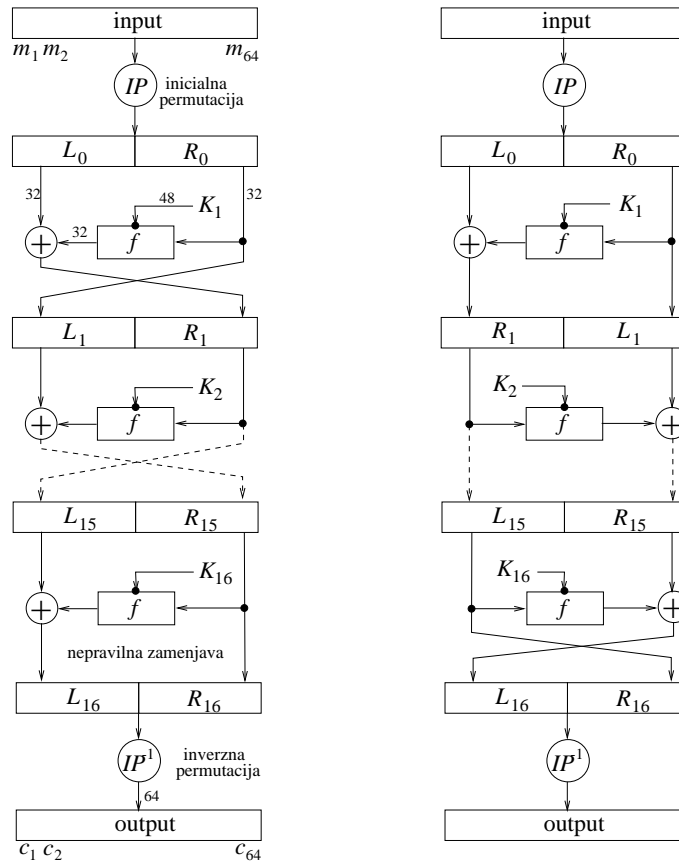 input
m1 m2 m64
IP
inicialna
permutacija
L0 R0
32 48 K1 32
+ 32 f
L1 R1
K2
+ f
L15 R15
K16
+ f
nepravilna zamenjava
L16 R16
IP-1
inverzna
permutacija
64
output
c1 c2 c64
input
IP
L0 R0
K1
+ f
R1 L1
K2
f +
L15 R15
K16
f +
L16 R16
IP-1
output